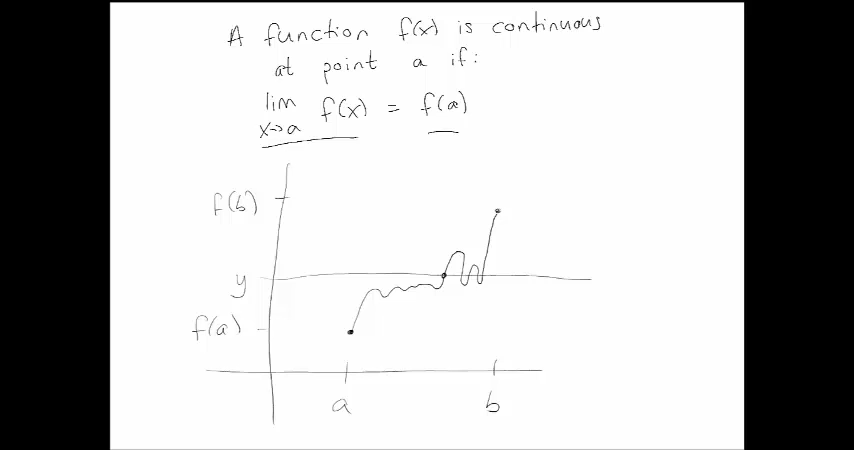 A function f(x) is continuous
at point a if:
lim f(x) = f(a)
x→a
f(b)
y
f(a)
a b